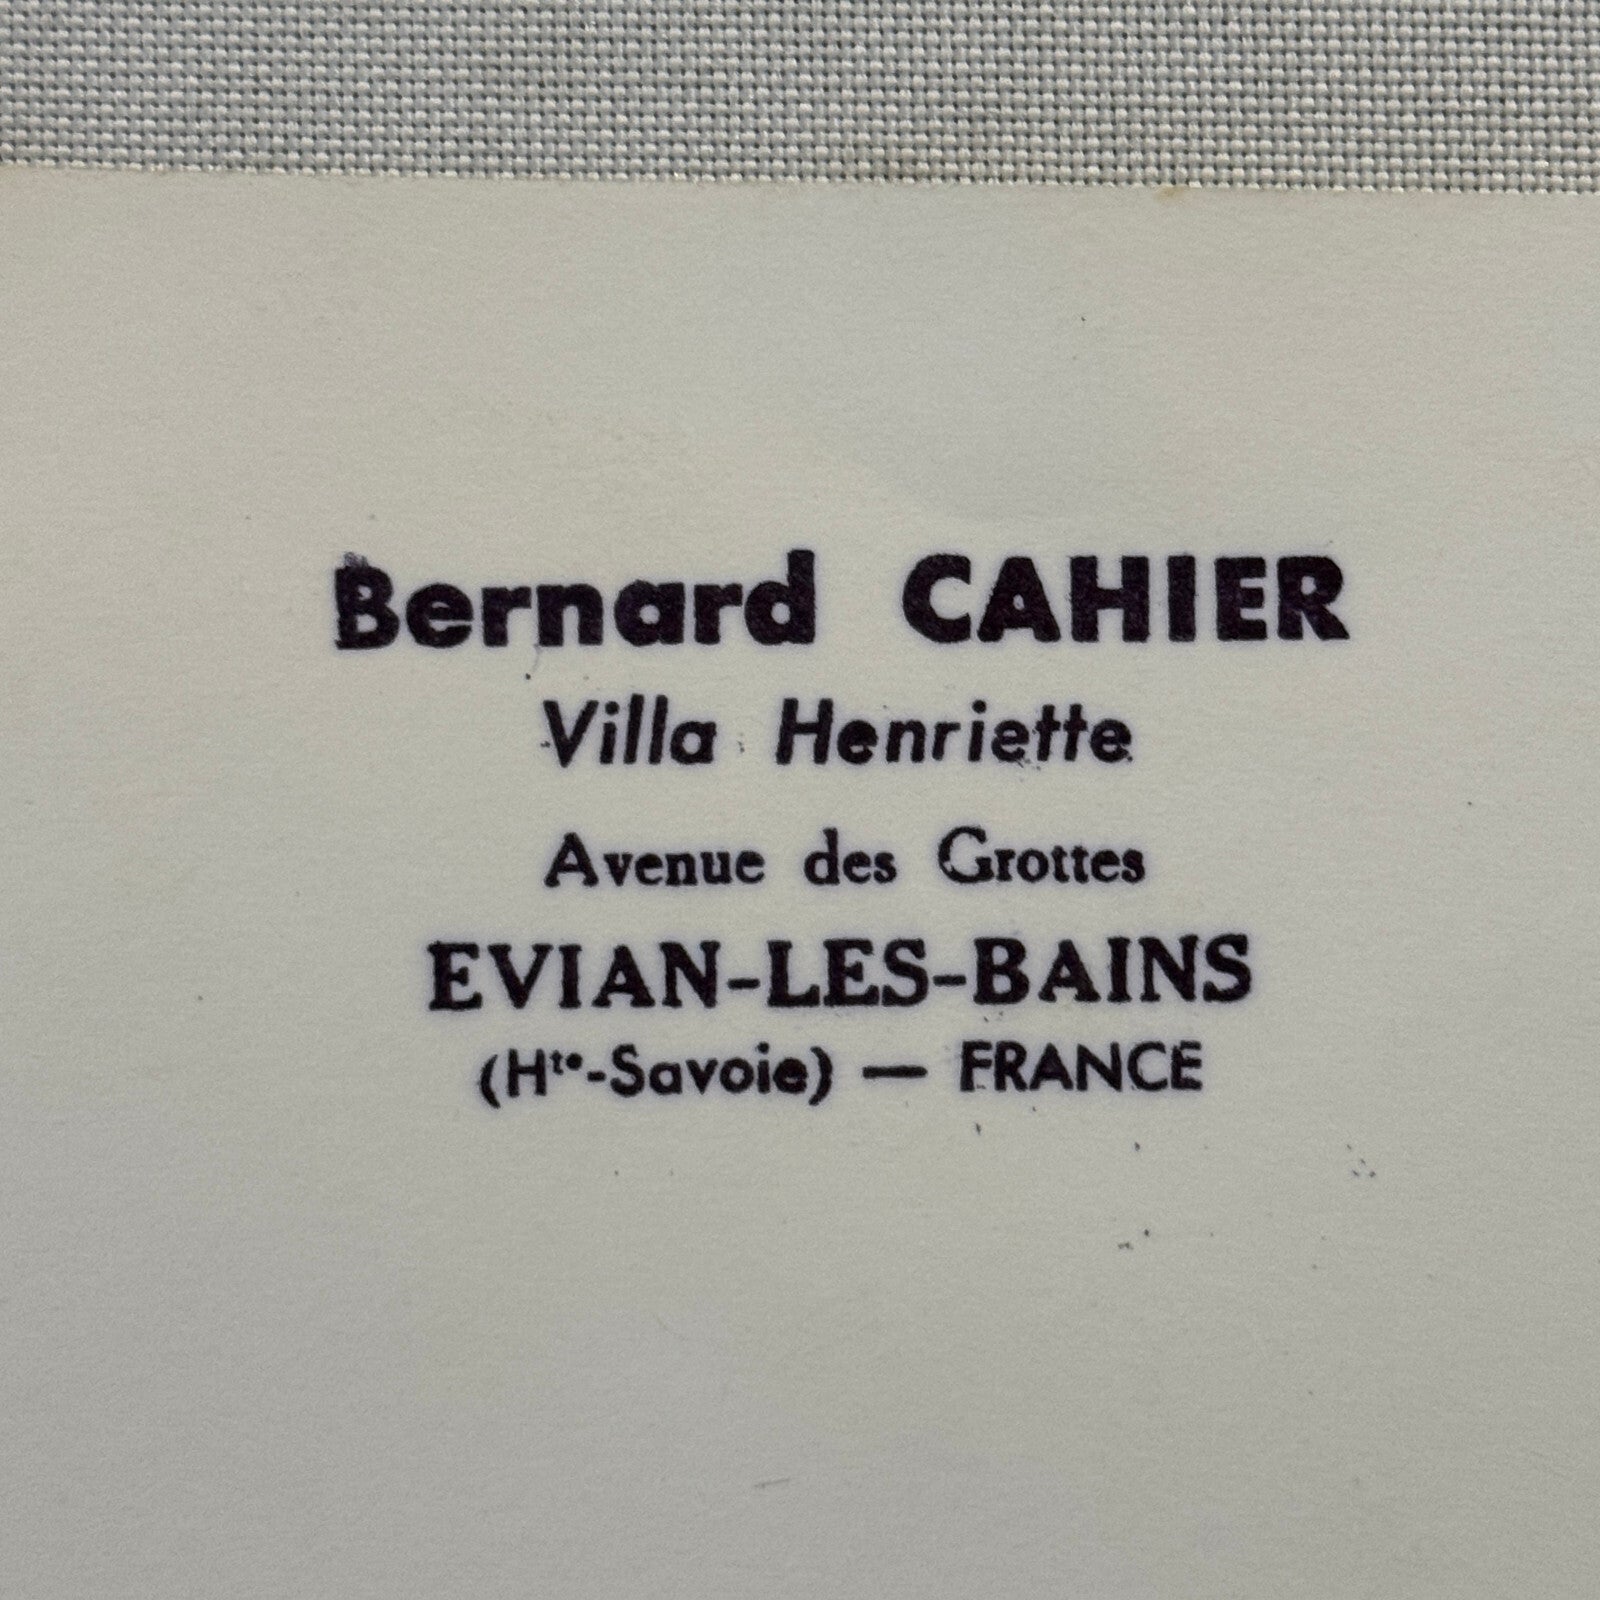 Bernard CAHIER
Villa Henriette
Avenue des Grottes
EVIAN-LES-BAINS
(Hte-Savoie) — FRANCE